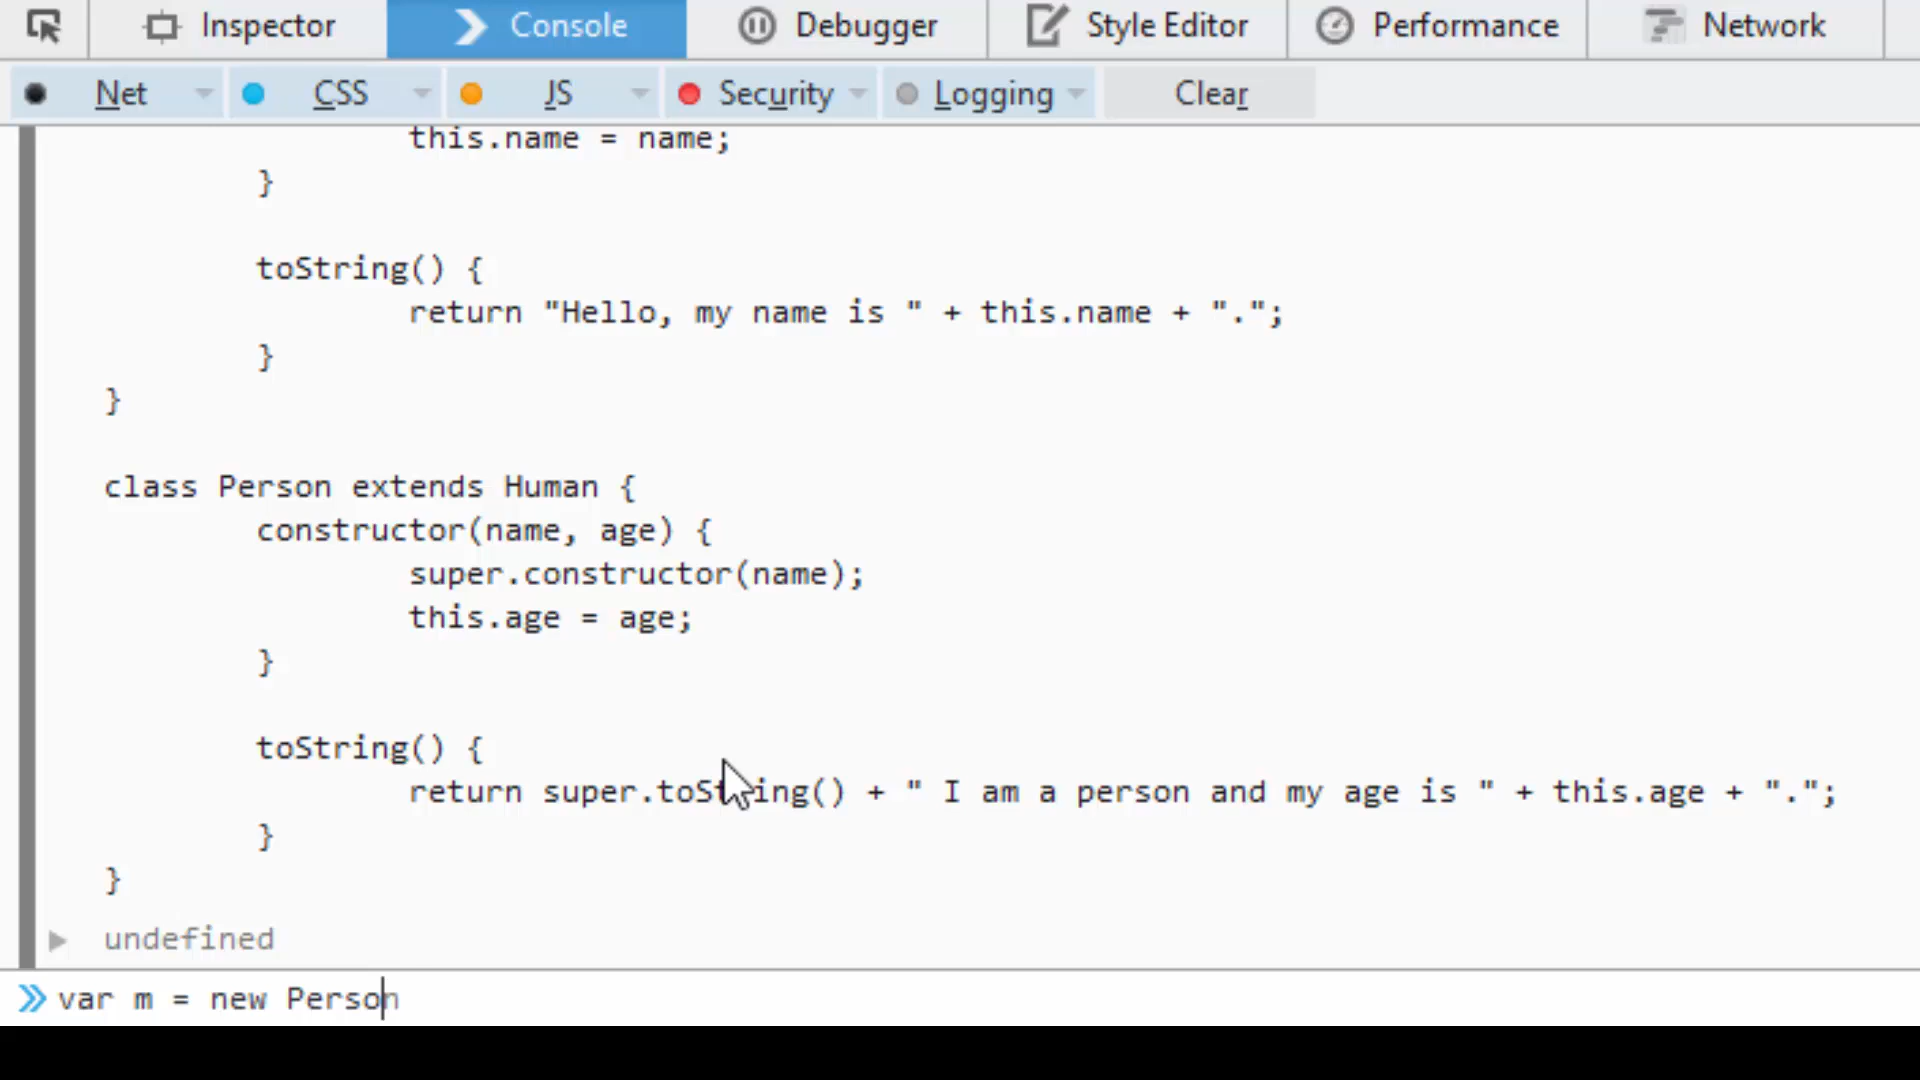 Inspector Console Debugger Style Editor Performance Network
Net CSS JS Security Logging Clear
this.name = name;
}
toString() {
return "Hello, my name is " + this.name + ".";
}
}
class Person extends Human {
constructor(name, age) {
super.constructor(name);
this.age = age;
}
toString() {
return super.toString() + " I am a person and my age is " + this.age + ".";
}
}
undefined
var m = new Person